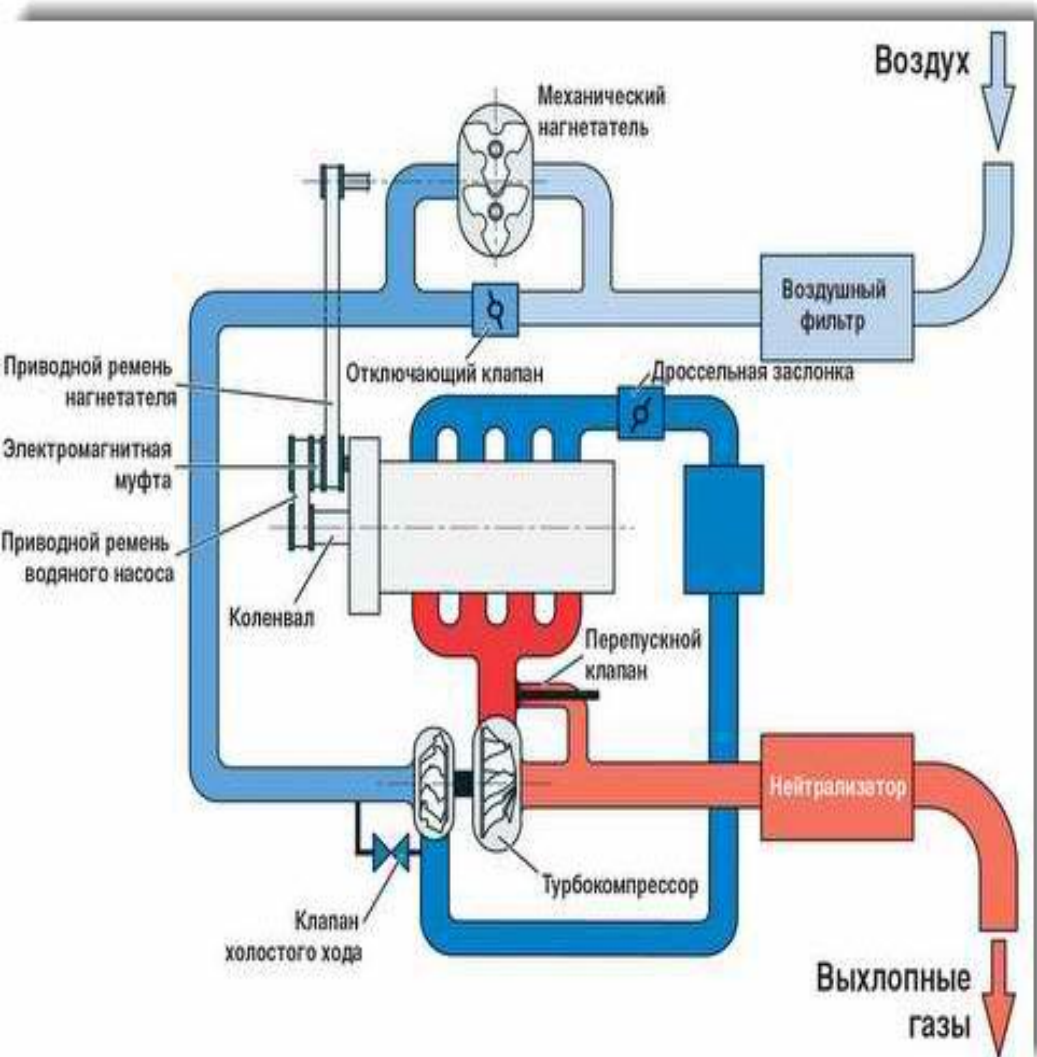 Воздух
Механический
нагнетатель
Воздушный
фильтр
Приводной ремень
нагнетателя
Отключающий клапан
Дроссельная заслонка
Электромагнитная
муфта
Приводной ремень
водяного насоса
Коленвал
Перепускной
клапан
Нейтрализатор
Турбокомпрессор
Клапан
холостого хода
Выхлопные
газы